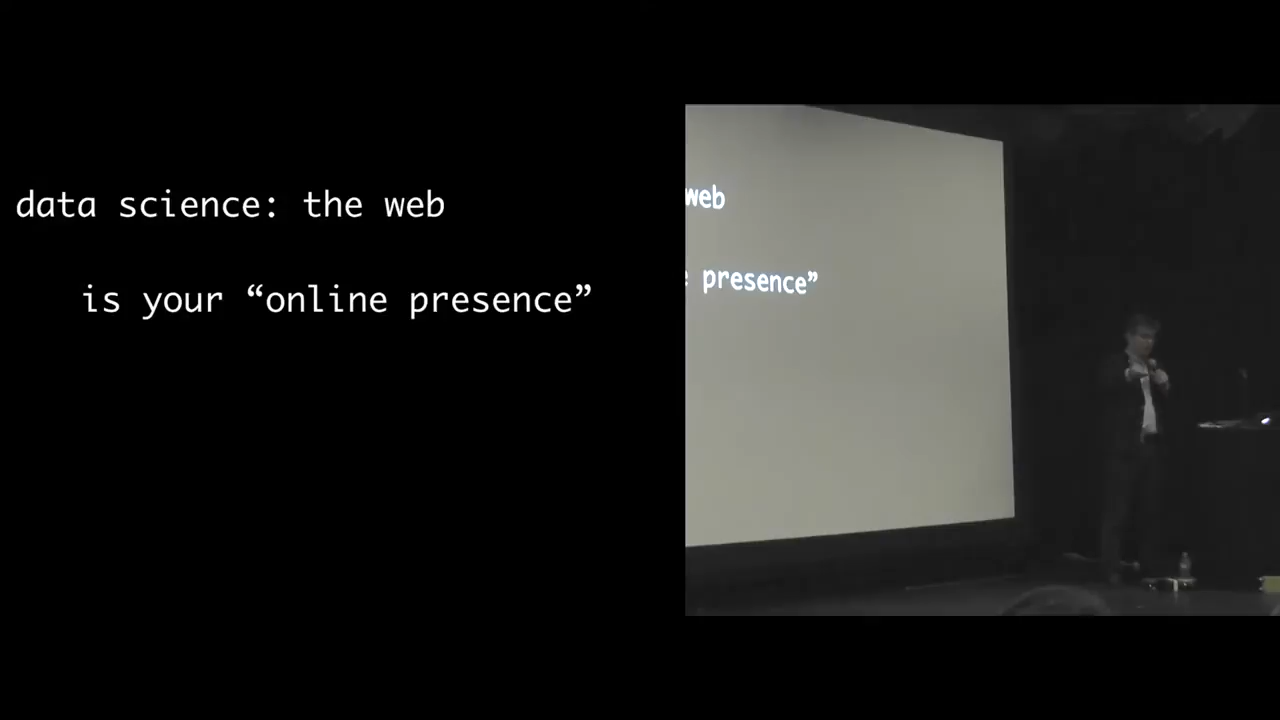 data science: the web
is your “online presence”
web
presence”